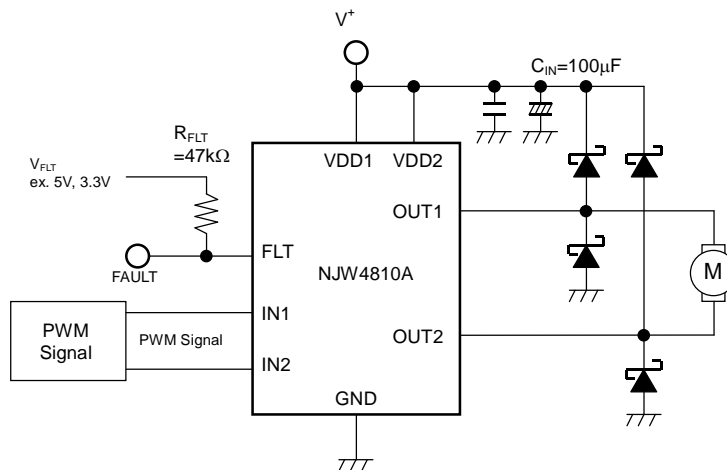 V+
CIN=100μF
RFLT
=47kΩ
VDD1 VDD2
VFLT
ex. 5V, 3.3V
OUT1
FLT
FAULT
NJW4810A
M
PWM
Signal
PWM Signal
IN1
IN2
OUT2
GND